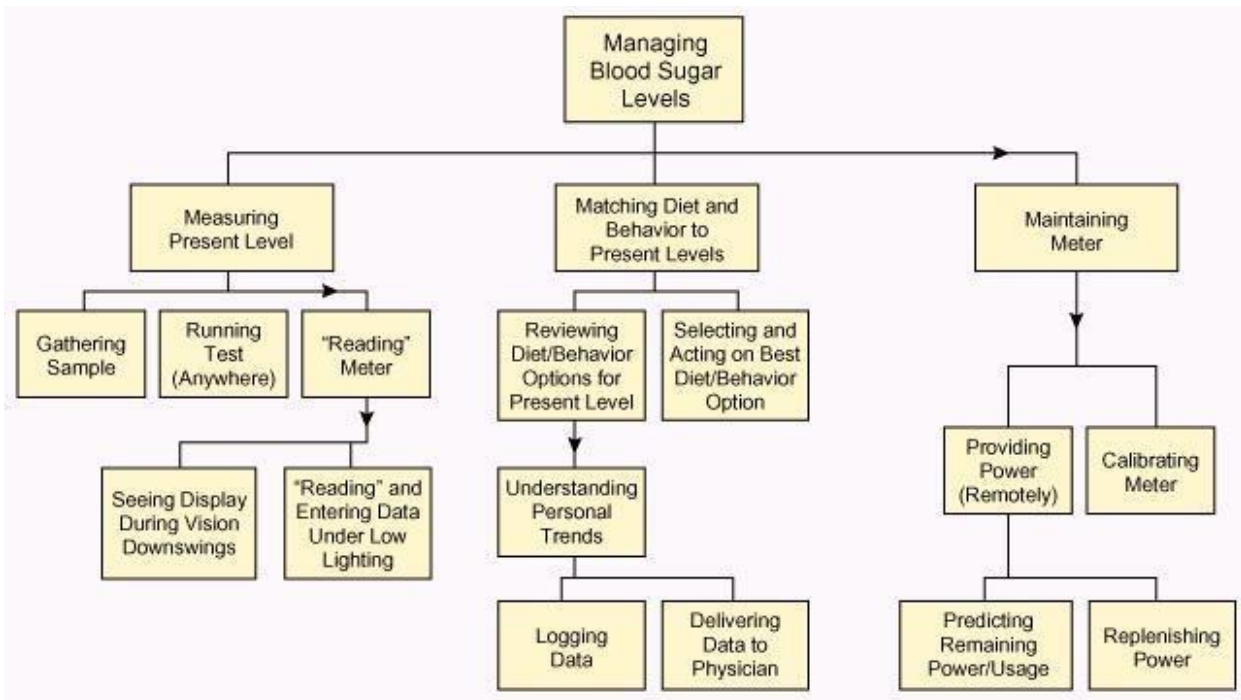 Managing
Blood Sugar
Levels
Measuring
Present Level
Matching Diet and
Behavior to
Present Levels
Maintaining
Meter
Gathering
Sample
Running
Test
(Anywhere)
“Reading”
Meter
Reviewing
Diet/Behavior
Options for
Present Level
Selecting and
Acting on Best
Diet/Behavior
Option
Providing
Power
(Remotely)
Calibrating
Meter
Seeing Display
During Vision
Downswings
“Reading” and
Entering Data
Under Low
Lighting
Understanding
Personal
Trends
Logging
Data
Delivering
Data to
Physician
Predicting
Remaining
Power/Usage
Replenishing
Power